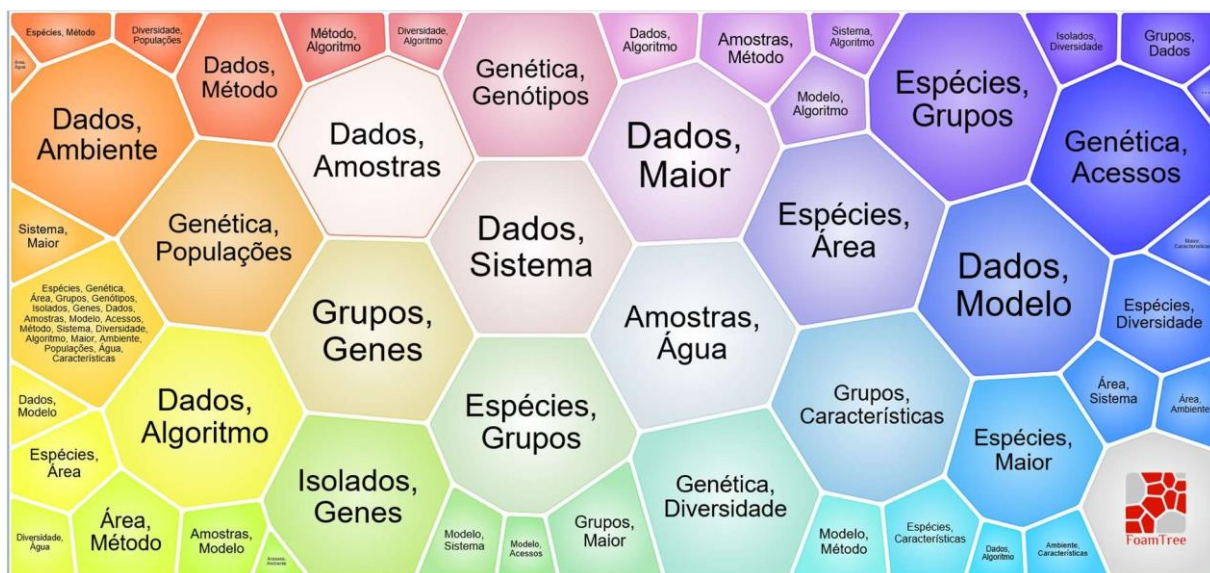 Espécies, Método
Diversidade,
Populações
Dados,
Método
Método,
Algoritmo
Diversidade,
Algoritmo
Genética,
Genótipos
Dados,
Algoritmo
Amostras,
Método
Sistema,
Algoritmo
Modelo,
Algoritmo
Espécies,
Grupos
Isolados,
Diversidade
Grupos,
Dados
Dados,
Ambiente
Dados,
Amostras
Dados,
Maior
Genética,
Acessos
Genética,
Populações
Dados,
Sistema
Espécies,
Área
Sistema,
Maior
Maior,
Características
Dados,
Modelo
Espécies, Genética,
Área, Grupos, Genótipos,
Isolados, Genes, Dados,
Amostras, Modelo, Acessos,
Método, Sistema, Diversidade,
Algoritmo, Maior, Ambiente,
Populações, Água,
Características
Grupos,
Genes
Amostras,
Água
Espécies,
Diversidade
Dados,
Modelo
Dados,
Algoritmo
Espécies,
Grupos
Grupos,
Características
Área,
Sistema
Área,
Ambiente
Espécies,
Área
Espécies,
Maior
Isolados,
Genes
Genética,
Diversidade
Diversidade,
Água
Área,
Método
Amostras,
Modelo
Acessos,
Ambiente
Modelo,
Sistema
Modelo,
Acessos
Grupos,
Maior
Modelo,
Método
Espécies,
Características
Dados,
Algoritmo
Ambiente,
Características
FoamTree